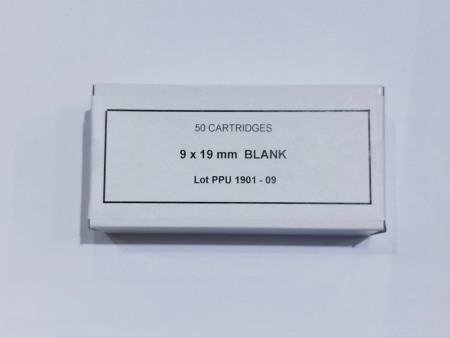 50 CARTRIDGES
9 x 19 mm BLANK
Lot PPU 1901 - 09